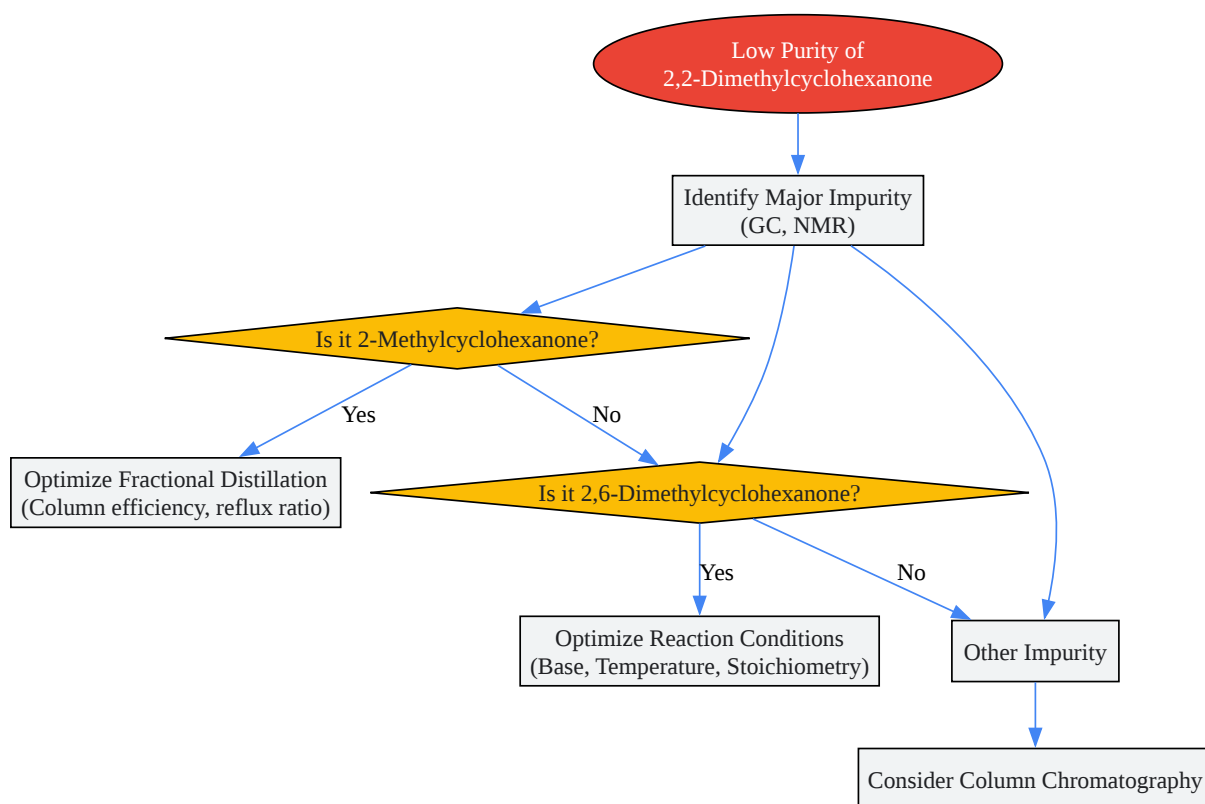 Low Purity of
2,2-Dimethylcyclohexanone
Identify Major Impurity
(GC, NMR)
Is it 2-Methylcyclohexanone?
Yes
No
Optimize Fractional Distillation
(Column efficiency, reflux ratio)
Is it 2,6-Dimethylcyclohexanone?
Yes
No
Optimize Reaction Conditions
(Base, Temperature, Stoichiometry)
Other Impurity
Consider Column Chromatography